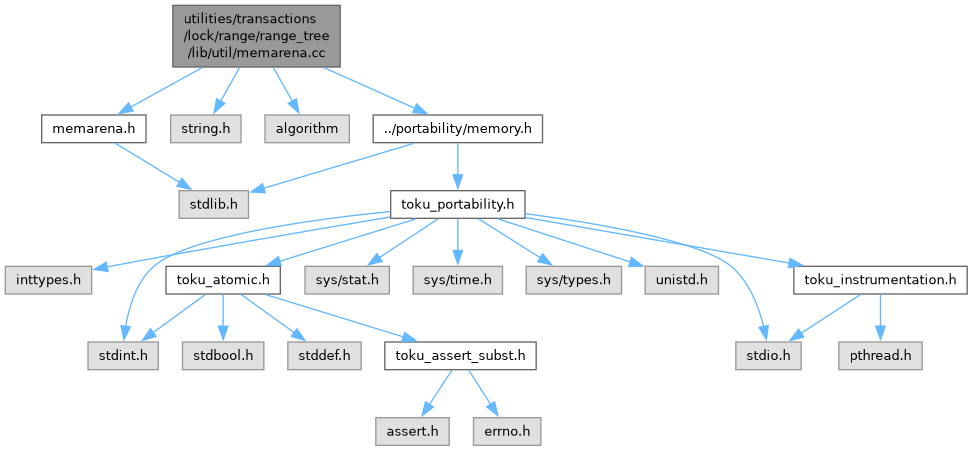 utilities/transactions
/lock/range/range_tree
/lib/util/memarena.cc
memarena.h
string.h
algorithm
../portability/memory.h
stdlib.h
toku_portability.h
inttypes.h
toku_atomic.h
sys/stat.h
sys/time.h
sys/types.h
unistd.h
toku_instrumentation.h
stdint.h
stdbool.h
stddef.h
toku_assert_subst.h
stdio.h
pthread.h
assert.h
errno.h